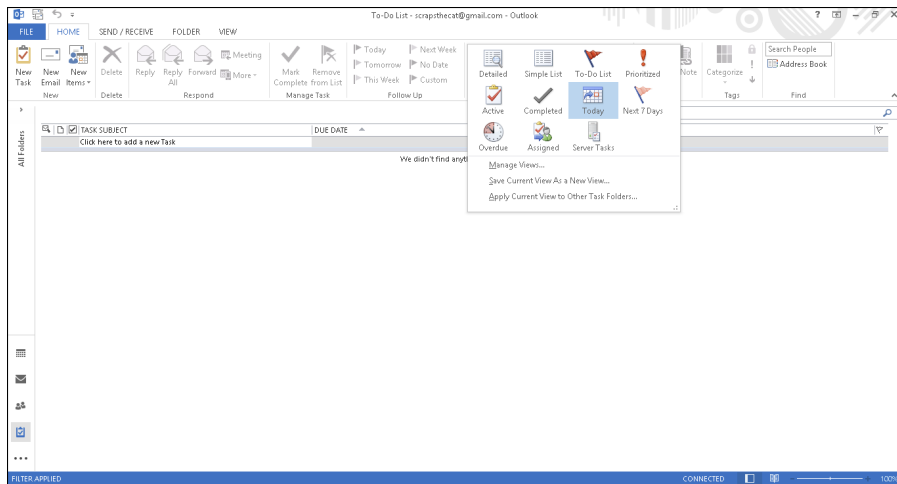 To-Do List - scrapsthecat@gmail.com - Outlook
FILE HOME SEND / RECEIVE FOLDER VIEW
New Task
New Email
New Items
Delete
Reply
Reply All
Forward
Meeting
More
Mark Complete
Remove from List
Today
Tomorrow
This Week
Next Week
No Date
Custom
Detailed
Simple List
To-Do List
Prioritized
Active
Completed
Today
Next 7 Days
Overdue
Assigned
Server Tasks
Manage Views...
Save Current View As a New View...
Apply Current View to Other Task Folders...
Note
Categorize
Search People
Address Book
New
Delete
Respond
Manage Task
Follow Up
Tags
Find
All Folders
TASK SUBJECT
DUE DATE
Click here to add a new Task
We didn't find
FILTER APPLIED
CONNECTED
100%